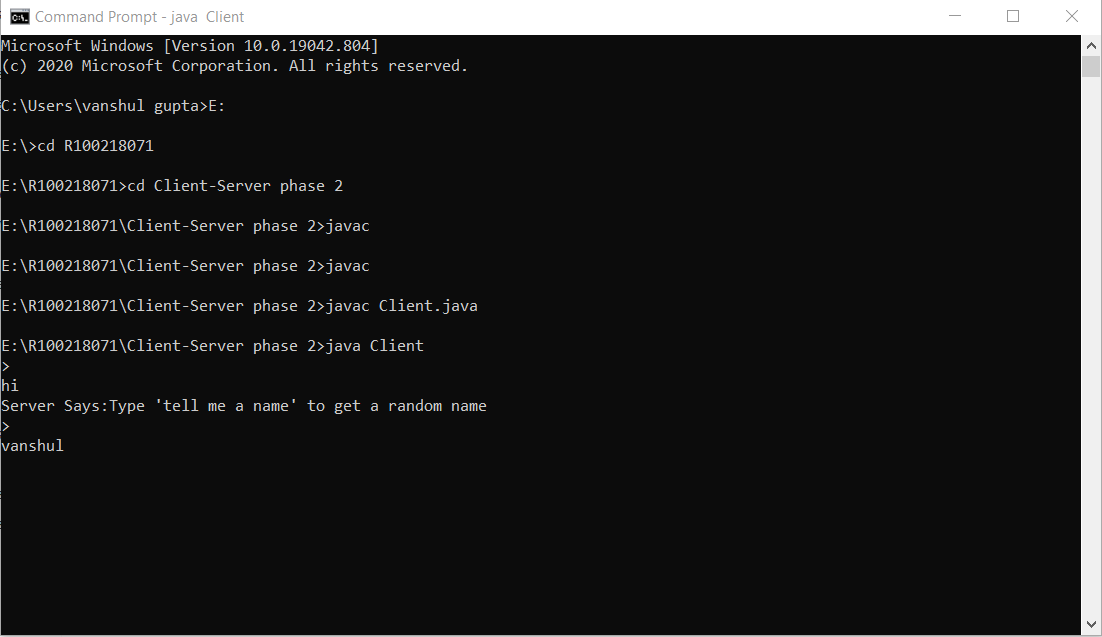 Command Prompt - java  Client
Microsoft Windows [Version 10.0.19042.804]
(c) 2020 Microsoft Corporation. All rights reserved.
C:\Users\vanshul gupta>E:
E:\>cd R100218071
E:\R100218071>cd Client-Server phase 2
E:\R100218071\Client-Server phase 2>javac
E:\R100218071\Client-Server phase 2>javac
E:\R100218071\Client-Server phase 2>javac Client.java
E:\R100218071\Client-Server phase 2>java Client
>
hi
Server Says:Type 'tell me a name' to get a random name
>
vanshul